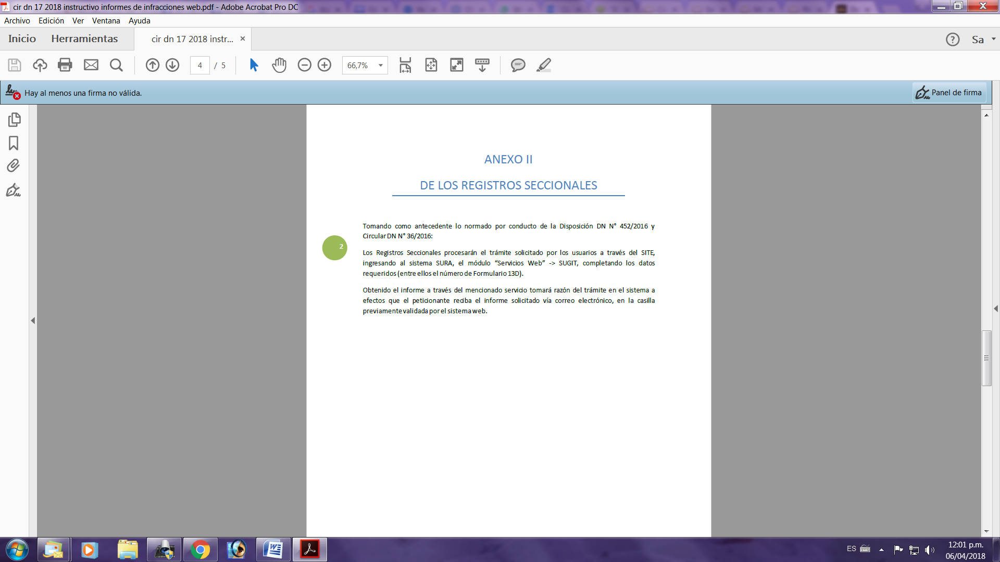 cir dn 17 2018 instructivo informes de infracciones web.pdf - Adobe Acrobat Pro DC
Archivo Edición Ver Ventana Ayuda
Inicio Herramientas cir dn 17 2018 instr... × ? Sa
4 / 5 66,7%
Hay al menos una firma no válida. Panel de firma
ANEXO II
DE LOS REGISTROS SECCIONALES
Tomando como antecedente lo normado por conducto de la Disposición DN N° 452/2016 y
Circular DN N° 36/2016:
2
Los Registros Seccionales procesarán el trámite solicitado por los usuarios a través del SITE,
ingresando al sistema SURA, el módulo “Servicios Web” -> SUGIT, completando los datos
requeridos (entre ellos el número de Formulario 13D).
Obtenido el informe a través del mencionado servicio tomará razón del trámite en el sistema a
efectos que el peticionante reciba el informe solicitado vía correo electrónico, en la casilla
previamente validada por el sistema web.
ES 12:01 p.m.
06/04/2018